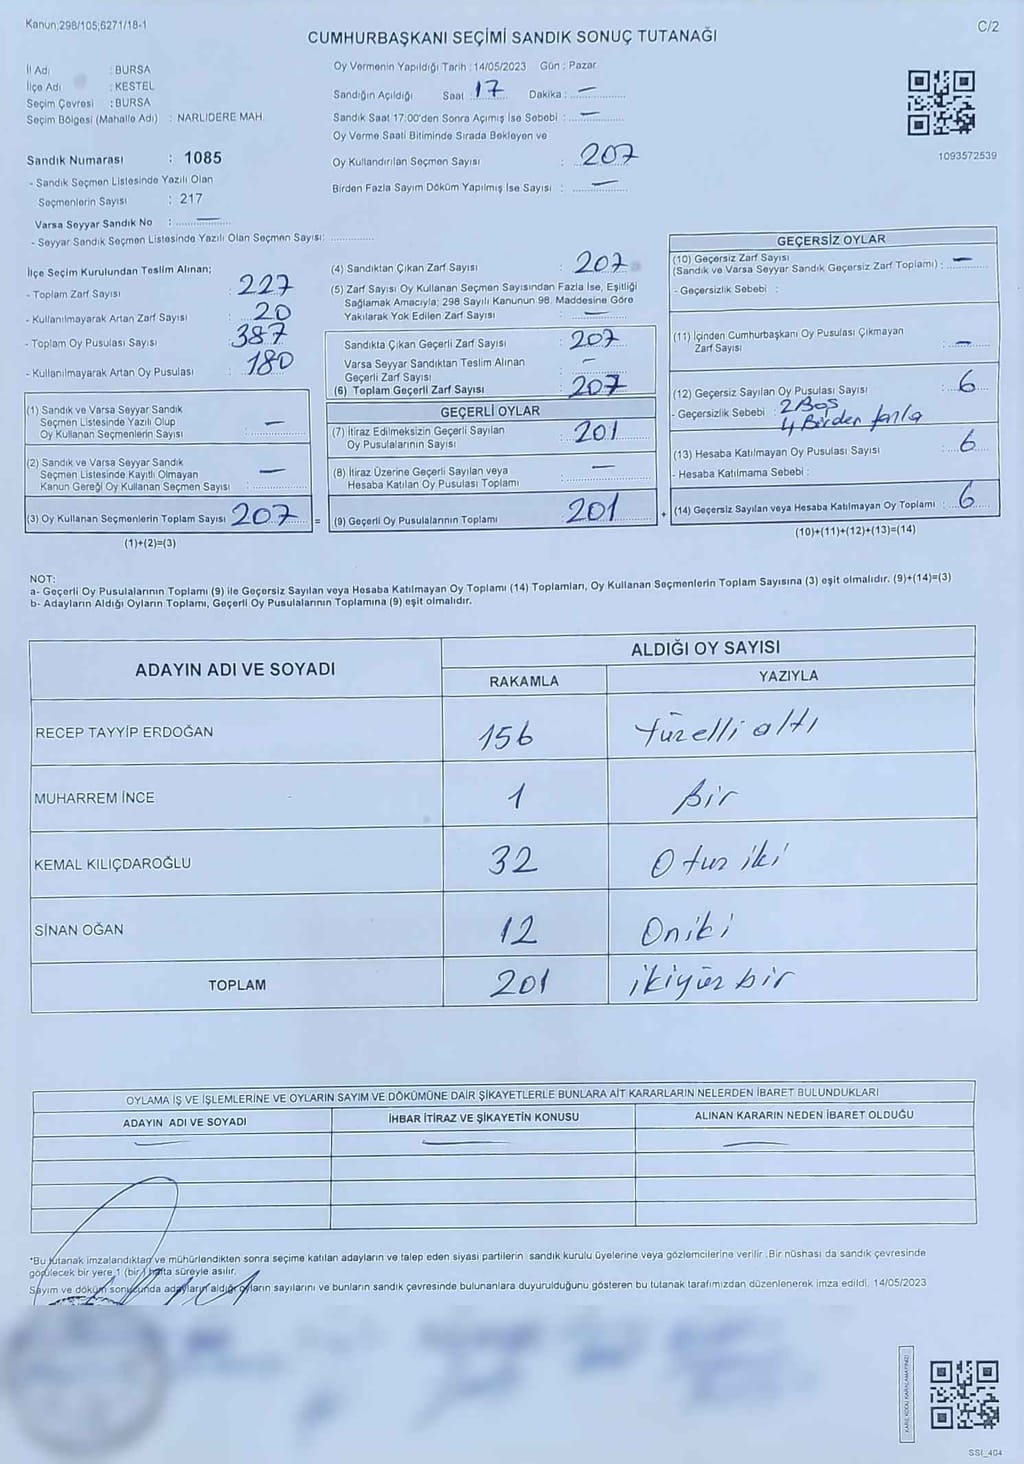 Kanun;298/105;6271/18-1
C/2
CUMHURBAŞKANI SEÇİMİ SANDIK SONUÇ TUTANAĞI
İl Adı : BURSA
İlçe Adı : KESTEL
Seçim Çevresi : BURSA
Seçim Bölgesi (Mahalle Adı) : NARLIDERE MAH.
Sandık Numarası : 1085
- Sandık Seçmen Listesinde Yazılı Olan
Seçmenlerin Sayısı : 217
Varsa Seyyar Sandık No : —
- Seyyar Sandık Seçmen Listesinde Yazılı Olan Seçmen Sayısı:
Oy Vermenin Yapıldığı Tarih : 14/05/2023 Gün : Pazar
Sandığın Açıldığı Saat : 17 Dakika : —
Sandık Saat 17:00'den Sonra Açımış İse Sebebi : —
Oy Verme Saati Bitiminde Sırada Bekleyen ve
Oy Kullandırılan Seçmen Sayısı : 207
Birden Fazla Sayım Döküm Yapılmış İse Sayısı : —
1093572539
İlçe Seçim Kurulundan Teslim Alınan;
- Toplam Zarf Sayısı : 227
- Kullanılmayarak Artan Zarf Sayısı : 20
- Toplam Oy Pusulası Sayısı : 387
- Kullanılmayarak Artan Oy Pusulası : 180
(1) Sandık ve Varsa Seyyar Sandık
Seçmen Listesinde Yazılı Olup
Oy Kullanan Seçmenlerin Sayısı : —
(2) Sandık ve Varsa Seyyar Sandık
Seçmen Listesinde Kayıtlı Olmayan
Kanun Gereği Oy Kullanan Seçmen Sayısı : —
(3) Oy Kullanan Seçmenlerin Toplam Sayısı 207
(1)+(2)=(3)
=
(4) Sandıktan Çıkan Zarf Sayısı : 207
(5) Zarf Sayısı Oy Kullanan Seçmen Sayısından Fazla İse, Eşitliği
Sağlamak Amacıyla; 298 Sayılı Kanunun 98. Maddesine Göre
Yakılarak Yok Edilen Zarf Sayısı : —
Sandıkta Çıkan Geçerli Zarf Sayısı : 207
Varsa Seyyar Sandıktan Teslim Alınan
Geçerli Zarf Sayısı : —
(6) Toplam Geçerli Zarf Sayısı : 207
GEÇERLİ OYLAR
(7) İtiraz Edilmeksizin Geçerli Sayılan
Oy Pusulalarının Sayısı : 201
(8) İtiraz Üzerine Geçerli Sayılan veya
Hesaba Katılan Oy Pusulası Toplamı : —
(9) Geçerli Oy Pusulalarının Toplamı : 201
+
GEÇERSİZ OYLAR
(10) Geçersiz Zarf Sayısı
(Sandık ve Varsa Seyyar Sandık Geçersiz Zarf Toplamı) : —
- Geçersizlik Sebebi :
(11) İçinden Cumhurbaşkanı Oy Pusulası Çıkmayan
Zarf Sayısı : —
(12) Geçersiz Sayılan Oy Pusulası Sayısı : 6
- Geçersizlik Sebebi : 2 Boş
4 Birden fazla
(13) Hesaba Katılmayan Oy Pusulası Sayısı : 6
- Hesaba Katılmama Sebebi :
(14) Geçersiz Sayılan veya Hesaba Katılmayan Oy Toplamı : 6
(10)+(11)+(12)+(13)=(14)
NOT:
a- Geçerli Oy Pusulalarının Toplamı (9) ile Geçersiz Sayılan veya Hesaba Katılmayan Oy Toplamı (14) Toplamları, Oy Kullanan Seçmenlerin Toplam Sayısına (3) eşit olmalıdır. (9)+(14)=(3)
b- Adayların Aldığı Oyların Toplamı, Geçerli Oy Pusulalarının Toplamına (9) eşit olmalıdır.
ADAYIN ADI VE SOYADI
ALDIĞI OY SAYISI
RAKAMLA YAZIYLA
RECEP TAYYİP ERDOĞAN 156 Yüzelli altı
MUHARREM İNCE 1 Bir
KEMAL KILIÇDAROĞLU 32 Otuz iki
SİNAN OĞAN 12 Oniki
TOPLAM 201 ikiyüz bir
OYLAMA İŞ VE İŞLEMLERİNE VE OYLARIN SAYIM VE DÖKÜMÜNE DAİR ŞİKAYETLERLE BUNLARA AİT KARARLARIN NELERDEN İBARET BULUNDUKLARI
ADAYIN ADI VE SOYADI İHBAR İTİRAZ VE ŞİKAYETİN KONUSU ALINAN KARARIN NEDEN İBARET OLDUĞU
— — —
*Bu tutanak imzalandıktan ve mühürlendikten sonra seçime katılan adayların ve talep eden siyasi partilerin sandık kurulu üyelerine veya gözlemcilerine verilir. Bir nüshası da sandık çevresinde
görülecek bir yere 1 (bir) hafta süreyle asılır.
Sayım ve döküm sonucunda adayların aldığı oyların sayılarını ve bunların sandık çevresinde bulunanlara duyurulduğunu gösteren bu tutanak tarafımızdan düzenlenerek imza edildi. 14/05/2023
KARE KODU KARALAMAYINIZ!